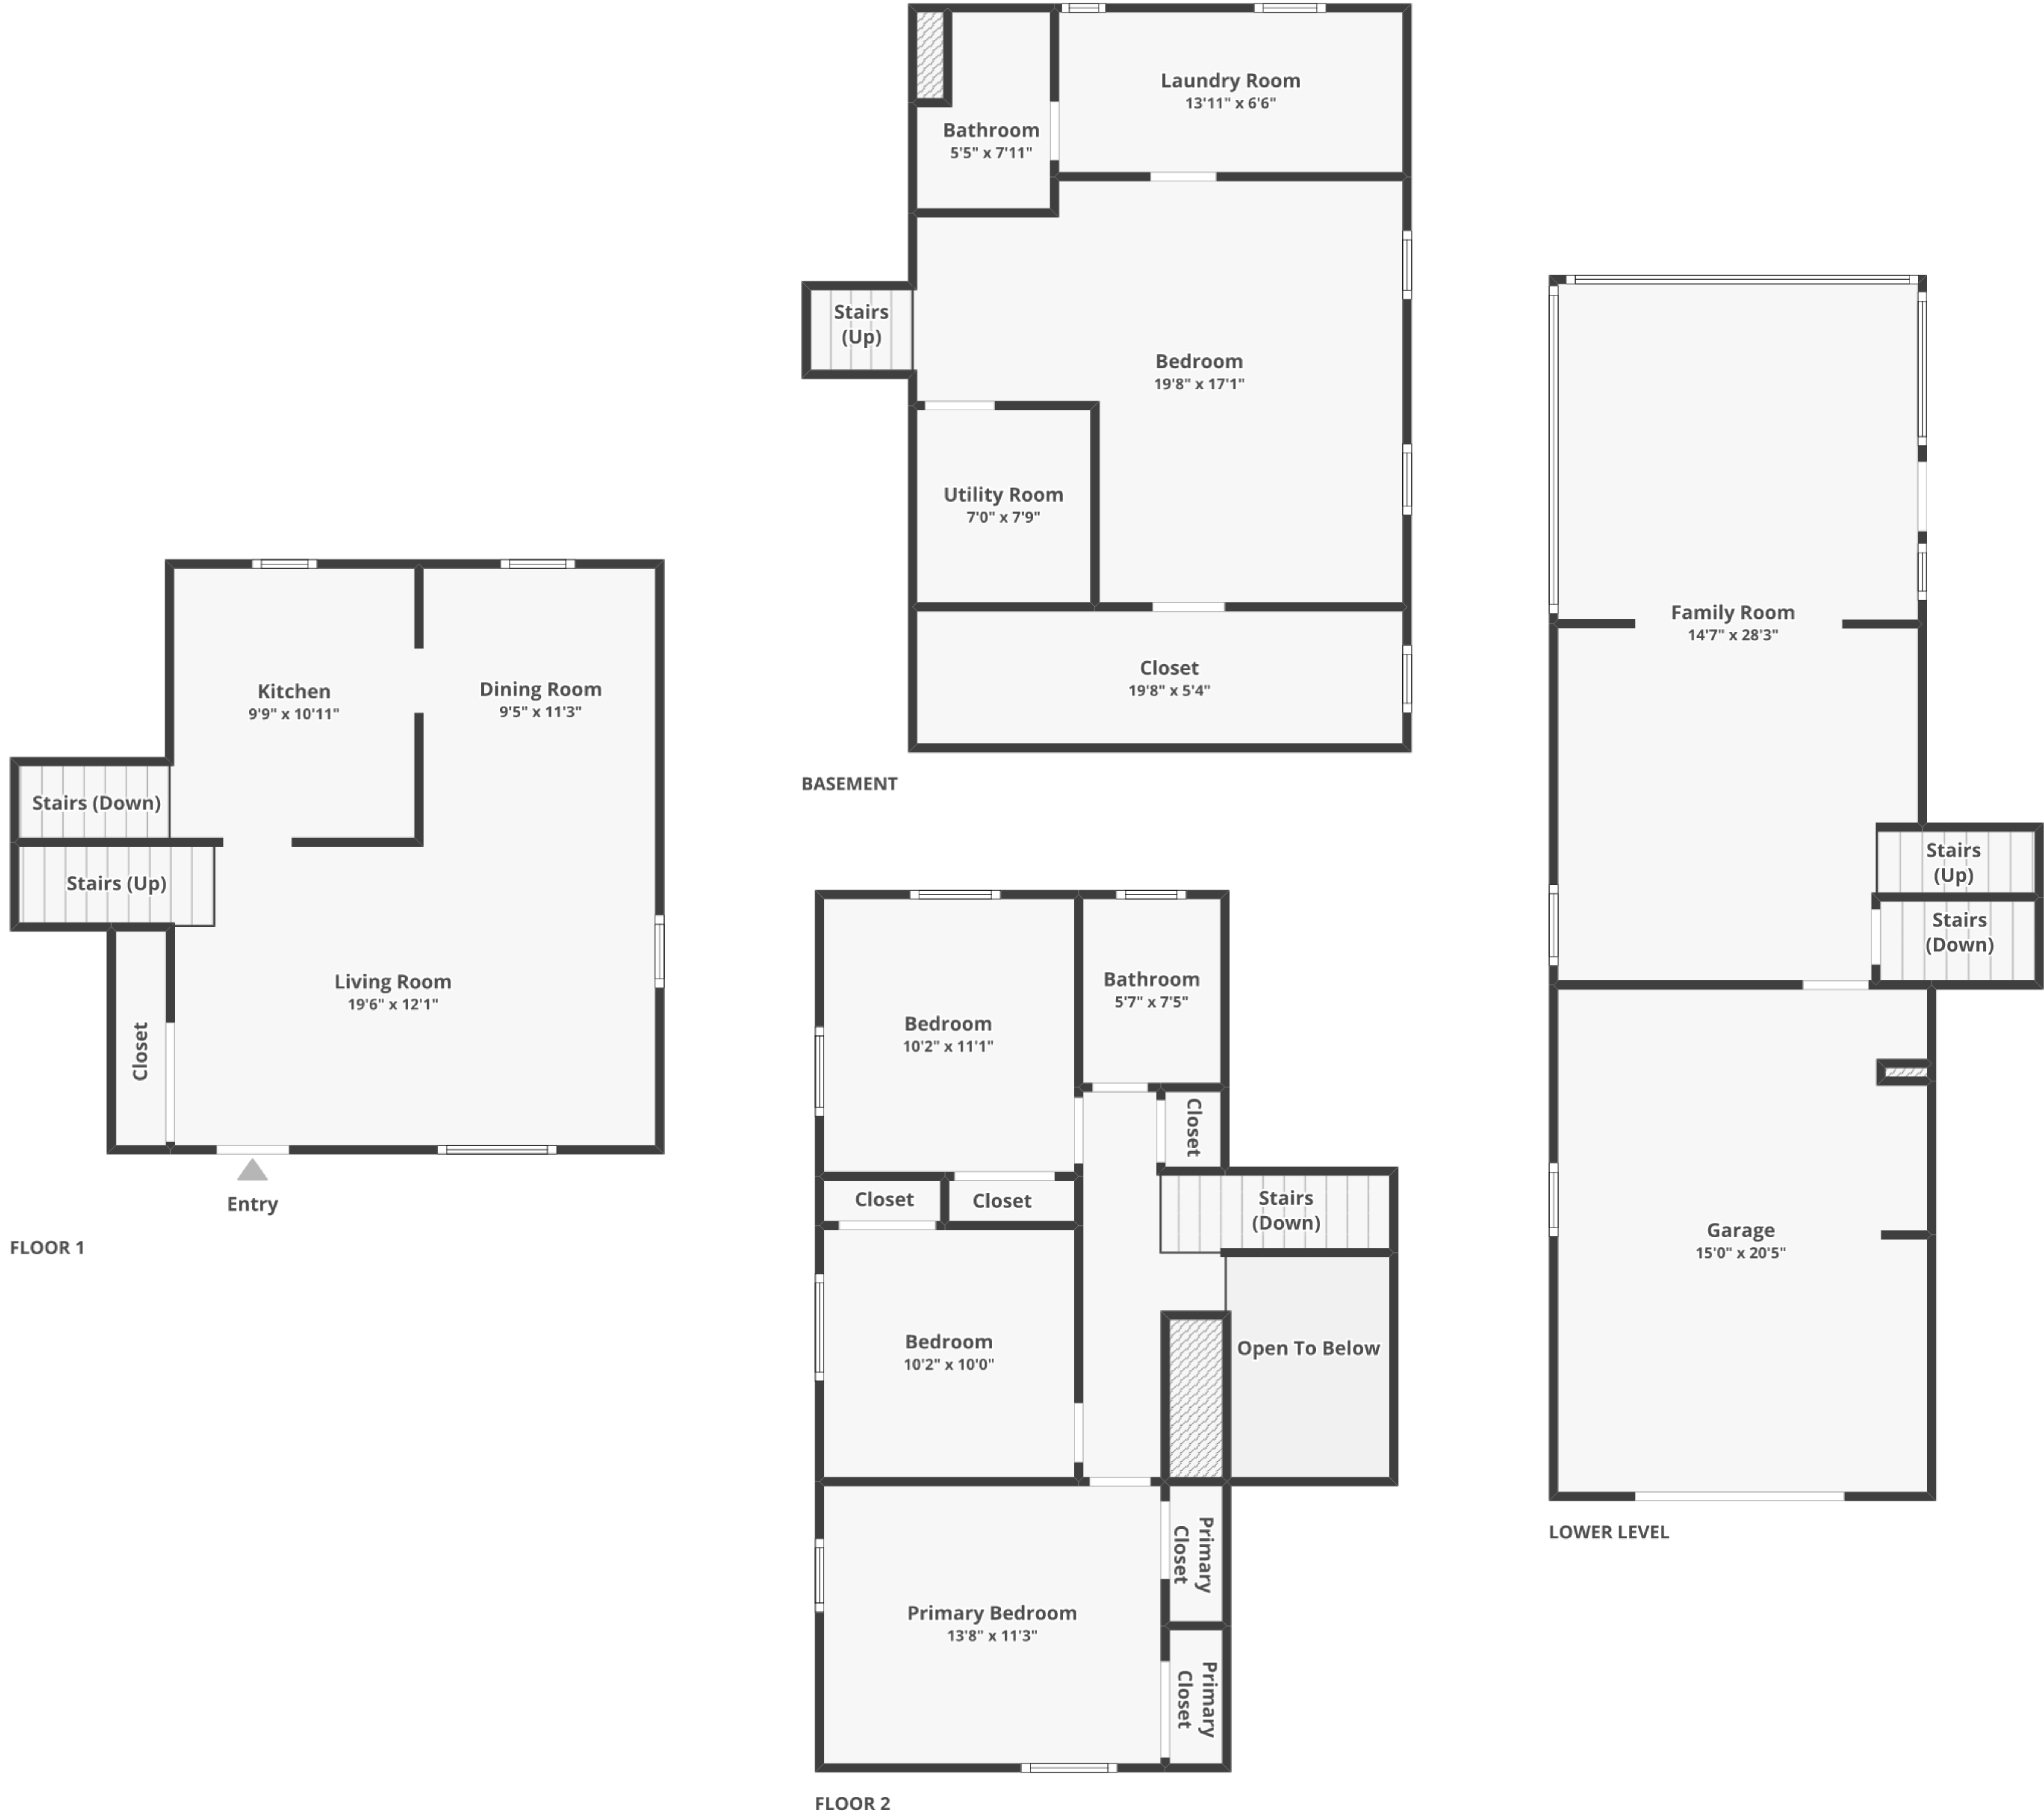 Laundry Room
13'11" x 6'6"
Bathroom
5'5" x 7'11"
Stairs
(Up)
Bedroom
19'8" x 17'1"
Utility Room
7'0" x 7'9"
Closet
19'8" x 5'4"
BASEMENT
Kitchen
9'9" x 10'11"
Dining Room
9'5" x 11'3"
Stairs (Down)
Stairs (Up)
Living Room
19'6" x 12'1"
Closet
Entry
FLOOR 1
Family Room
14'7" x 28'3"
Stairs
(Up)
Stairs
(Down)
Garage
15'0" x 20'5"
LOWER LEVEL
Bedroom
10'2" x 11'1"
Bathroom
5'7" x 7'5"
Closet
Closet
Closet
Stairs
(Down)
Bedroom
10'2" x 10'0"
Open To Below
Primary Bedroom
13'8" x 11'3"
Primary
Closet
Primary
Closet
FLOOR 2